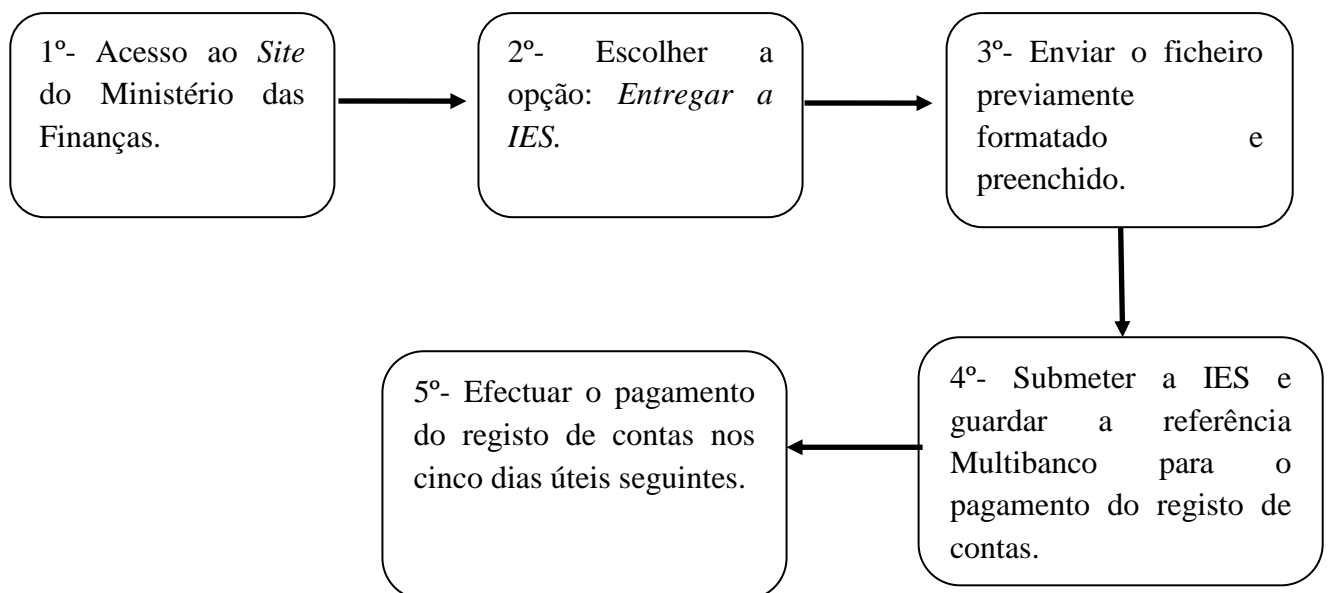 1º- Acesso ao Site
do Ministério das
Finanças.
2º- Escolher a
opção: Entregar a
IES.
3º- Enviar o ficheiro
previamente
formatado e
preenchido.
4º- Submeter a IES e
guardar a referência
Multibanco para o
pagamento do registo de
contas.
5º- Efectuar o pagamento
do registo de contas nos
cinco dias úteis seguintes.